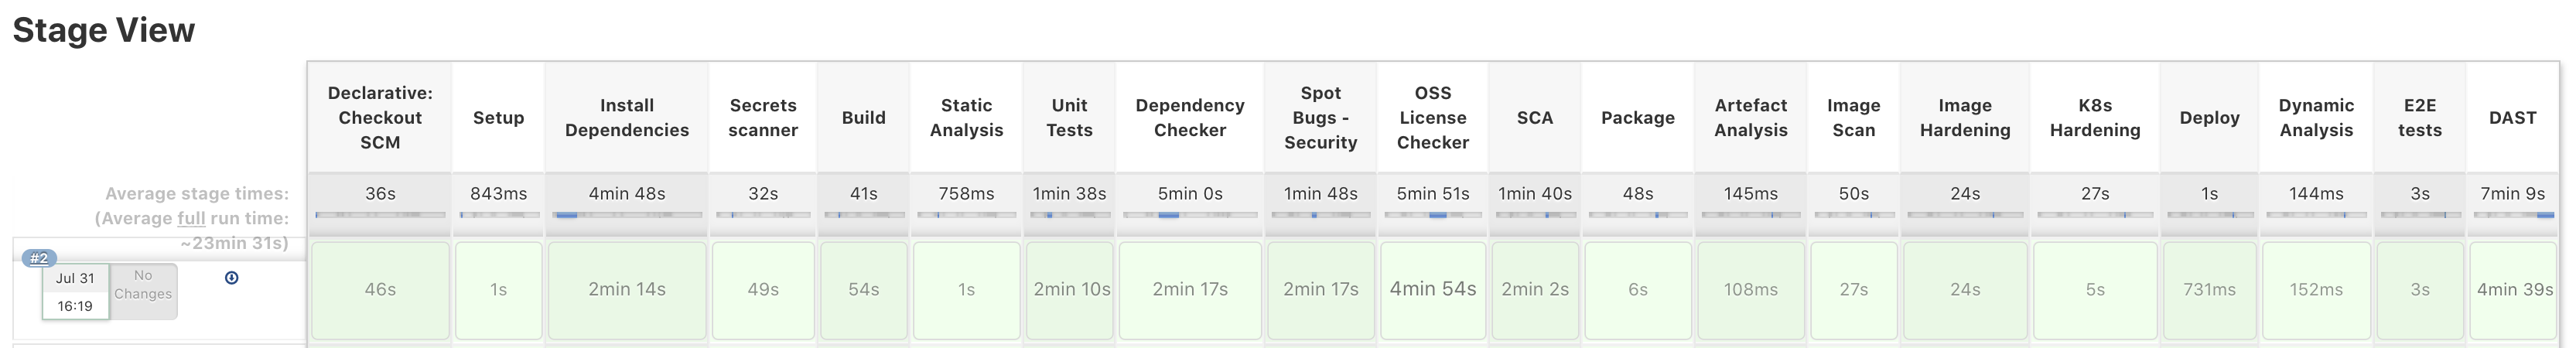 Stage View
Declarative:
Checkout
SCM
Setup
Install
Dependencies
Secrets
scanner
Build
Static
Analysis
Unit
Tests
Dependency
Checker
Spot
Bugs -
Security
OSS
License
Checker
SCA
Package
Artefact
Analysis
Image
Scan
Image
Hardening
K8s
Hardening
Deploy
Dynamic
Analysis
E2E
tests
DAST
Average stage times:
(Average full run time:
~23min 31s)
36s
843ms
4min 48s
32s
41s
758ms
1min 38s
5min 0s
1min 48s
5min 51s
1min 40s
48s
145ms
50s
24s
27s
1s
144ms
3s
7min 9s
#2
Jul 31
16:19
No
Changes
46s
1s
2min 14s
49s
54s
1s
2min 10s
2min 17s
2min 17s
4min 54s
2min 2s
6s
108ms
27s
24s
5s
731ms
152ms
3s
4min 39s